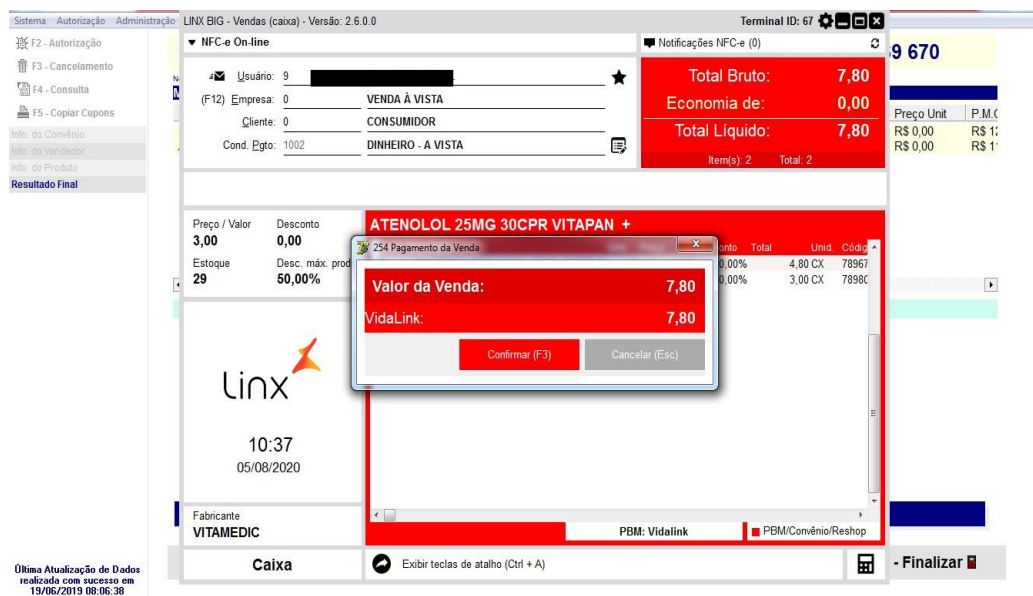 Sistema Autorização Administração
F2 - Autorização
F3 - Cancelamento
F4 - Consulta
F5 - Copiar Cupons
Info. do Convênio
Info. do Vendedor
Info. do Produto
Resultado Final
Última Atualização de Dados
realizada com sucesso em
19/06/2019 08:06:38
LINX BIG - Vendas (caixa) - Versão: 2.6.0.0 Terminal ID: 67
NFC-e On-line
Notificações NFC-e (0)
Usuário: 9
(F12) Empresa: 0 VENDA À VISTA
Cliente: 0 CONSUMIDOR
Cond. Pgto: 1002 DINHEIRO - A VISTA
Total Bruto: 7,80
Economia de: 0,00
Total Líquido: 7,80
Item(s): 2 Total: 2
670
Preço Unit P.M.C
R$ 0,00 R$ 1
R$ 0,00 R$ 1
Preço / Valor Desconto
3,00 0,00
Estoque Desc. máx. prod
29 50,00%
ATENOLOL 25MG 30CPR VITAPAN +
onto Total Unid. Códig
0,00% 4,80 CX 78967
0,00% 3,00 CX 7898
254 Pagamento da Venda
Valor da Venda: 7,80
VidaLink: 7,80
Confirmar (F3) Cancelar (Esc)
Linx
10:37
05/08/2020
Fabricante
VITAMEDIC
PBM: Vidalink PBM/Convênio/Reshop
Caixa
Exibir teclas de atalho (Ctrl + A)
- Finalizar